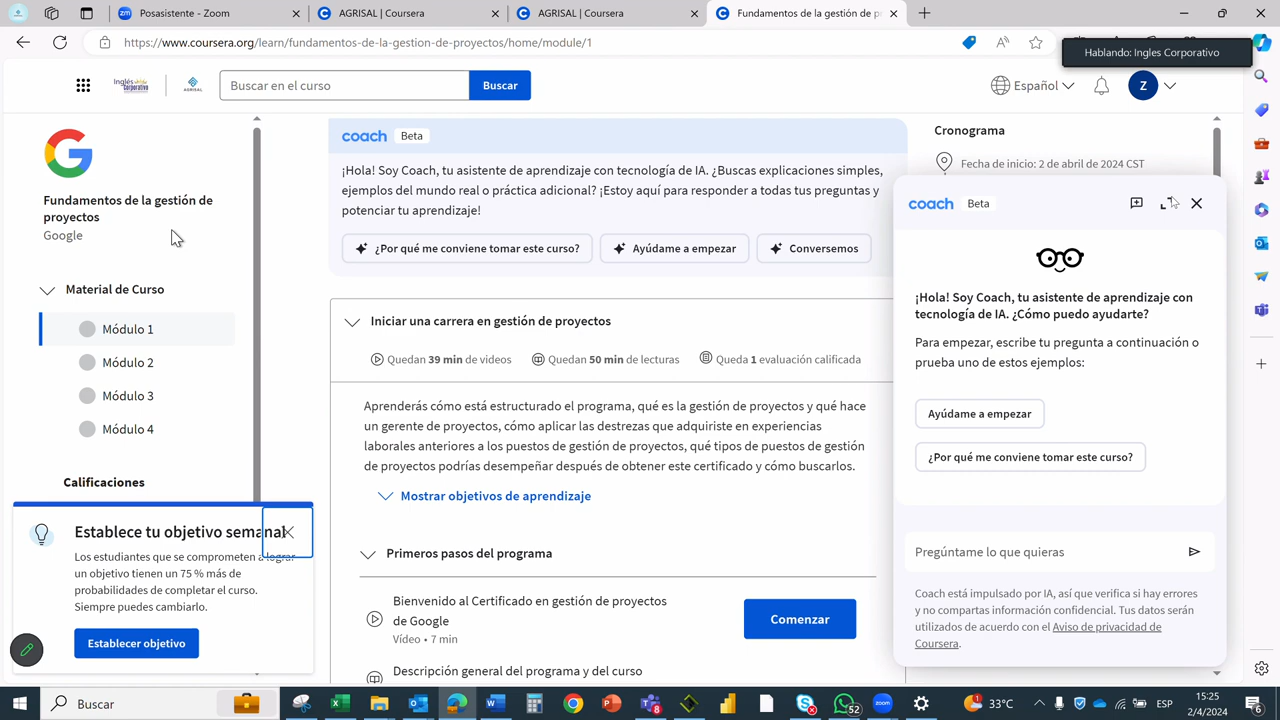 Posasistente - Zoom
AGRISAL | Coursera
AGRISAL | Coursera
Fundamentos de la gestión de pr
https://www.coursera.org/learn/fundamentos-de-la-gestion-de-proyectos/home/module/1
Hablando: Ingles Corporativo
Inglés
Corporativo
AGRISAL
Buscar en el curso
Buscar
Español
Z
Fundamentos de la gestión de
proyectos
Google
Material de Curso
Módulo 1
Módulo 2
Módulo 3
Módulo 4
Calificaciones
Establece tu objetivo semanal
Los estudiantes que se comprometen a lograr
un objetivo tienen un 75 % más de
probabilidades de completar el curso.
Siempre puedes cambiarlo.
Establecer objetivo
coach Beta
¡Hola! Soy Coach, tu asistente de aprendizaje con tecnología de IA. ¿Buscas explicaciones simples,
ejemplos del mundo real o práctica adicional? ¡Estoy aquí para responder a todas tus preguntas y
potenciar tu aprendizaje!
¿Por qué me conviene tomar este curso?
Ayúdame a empezar
Conversemos
Iniciar una carrera en gestión de proyectos
Quedan 39 min de videos
Quedan 50 min de lecturas
Queda 1 evaluación calificada
Aprenderás cómo está estructurado el programa, qué es la gestión de proyectos y qué hace
un gerente de proyectos, cómo aplicar las destrezas que adquiriste en experiencias
laborales anteriores a los puestos de gestión de proyectos, qué tipos de puestos de gestión
de proyectos podrías desempeñar después de obtener este certificado y cómo buscarlos.
Mostrar objetivos de aprendizaje
Primeros pasos del programa
Bienvenido al Certificado en gestión de proyectos
de Google
Vídeo • 7 min
Comenzar
Descripción general del programa y del curso
Cronograma
Fecha de inicio: 2 de abril de 2024 CST
coach Beta
¡Hola! Soy Coach, tu asistente de aprendizaje con
tecnología de IA. ¿Cómo puedo ayudarte?
Para empezar, escribe tu pregunta a continuación o
prueba uno de estos ejemplos:
Ayúdame a empezar
¿Por qué me conviene tomar este curso?
Pregúntame lo que quieras
Coach está impulsado por IA, así que verifica si hay errores
y no compartas información confidencial. Tus datos serán
utilizados de acuerdo con el Aviso de privacidad de
Coursera.
Buscar
8
52
zoom
1
33°C
ESP
15:25
2/4/2024
6